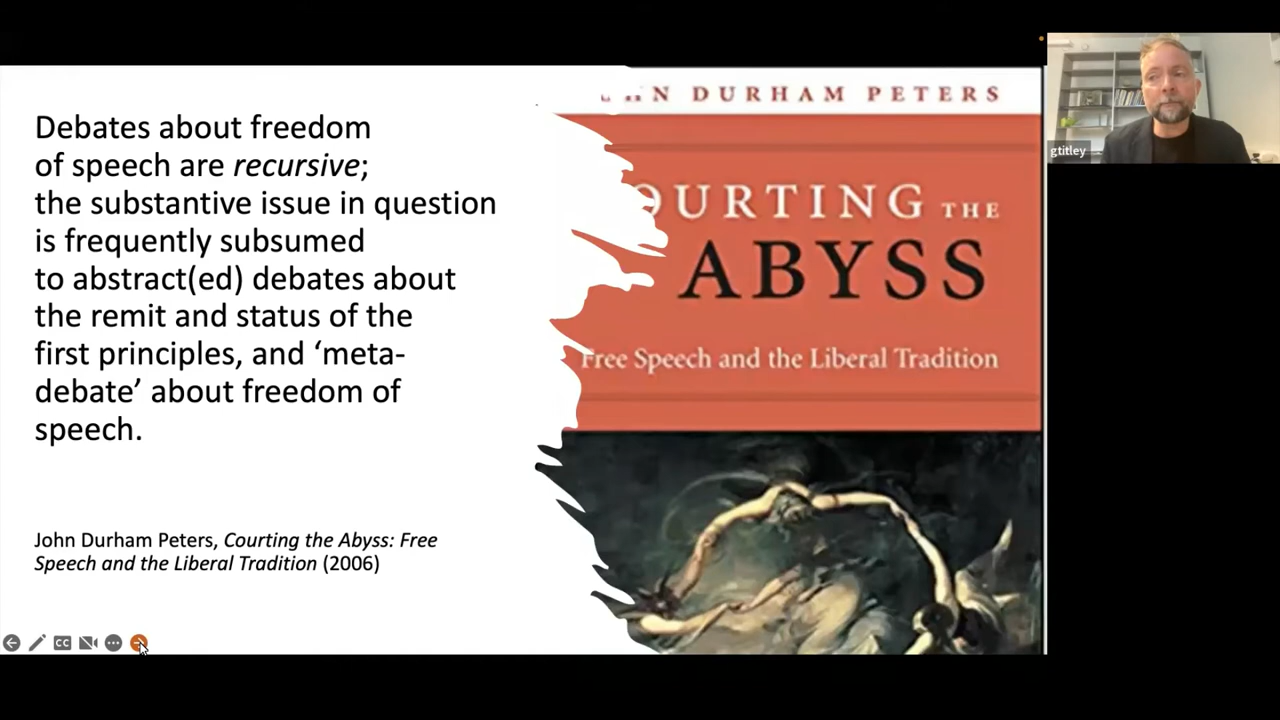 Debates about freedom
of speech are recursive;
the substantive issue in question
is frequently subsumed
to abstract(ed) debates about
the remit and status of the
first principles, and ‘meta-
debate’ about freedom of
speech.
John Durham Peters, Courting the Abyss: Free
Speech and the Liberal Tradition (2006)
DURHAM PETERS
OURTING THE
ABYSS
Free Speech and the Liberal Tradition
gtitley
CC